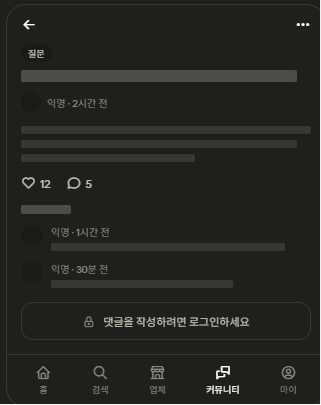 질문
익명 · 2시간 전
12 5
익명 · 1시간 전
익명 · 30분 전
댓글을 작성하려면 로그인하세요
홈 검색 업체 커뮤니티 마이